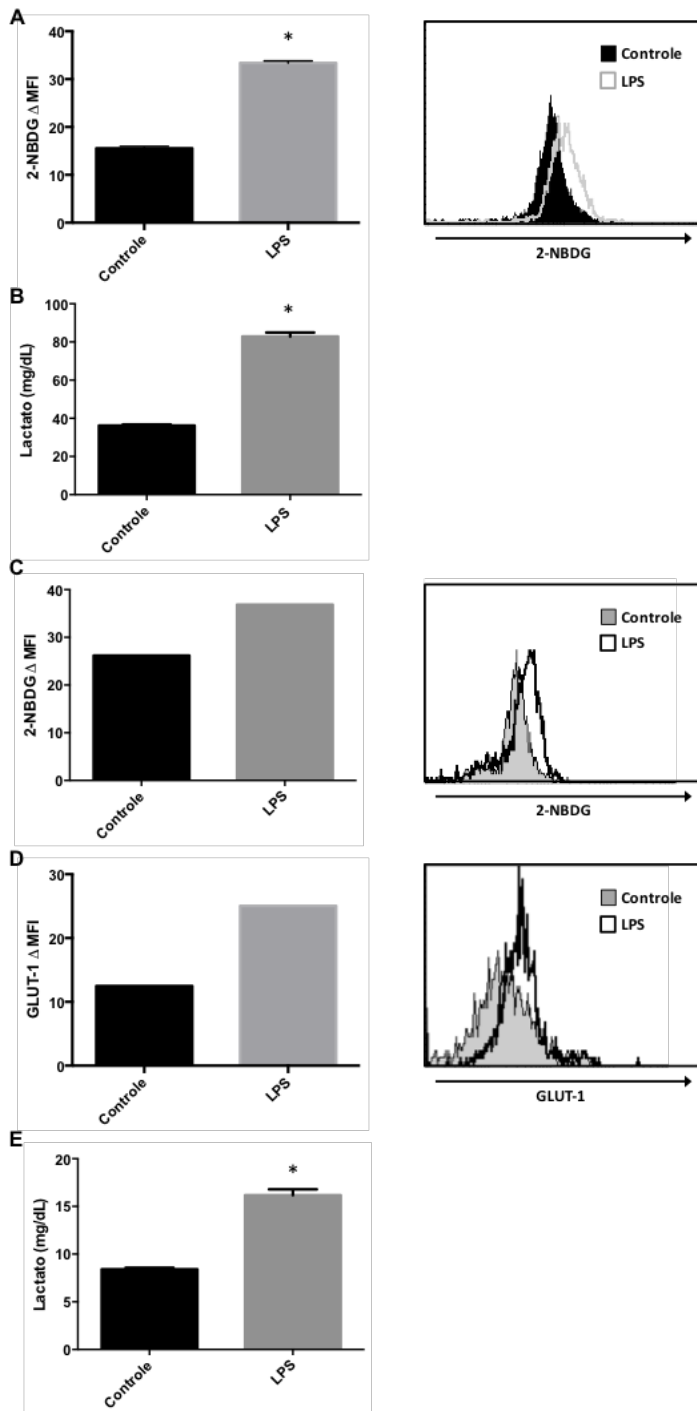 A
2-NBDG Δ MFI
40
30
20
10
0
*
Controle
LPS
Controle
LPS
2-NBDG
B
Lactato (mg/dL)
100
80
60
40
20
0
*
Controle
LPS
C
2-NBDG Δ MFI
40
30
20
10
0
Controle
LPS
Controle
LPS
2-NBDG
D
GLUT-1 Δ MFI
30
20
10
0
Controle
LPS
Controle
LPS
GLUT-1
E
Lactato (mg/dL)
20
15
10
5
0
*
Controle
LPS